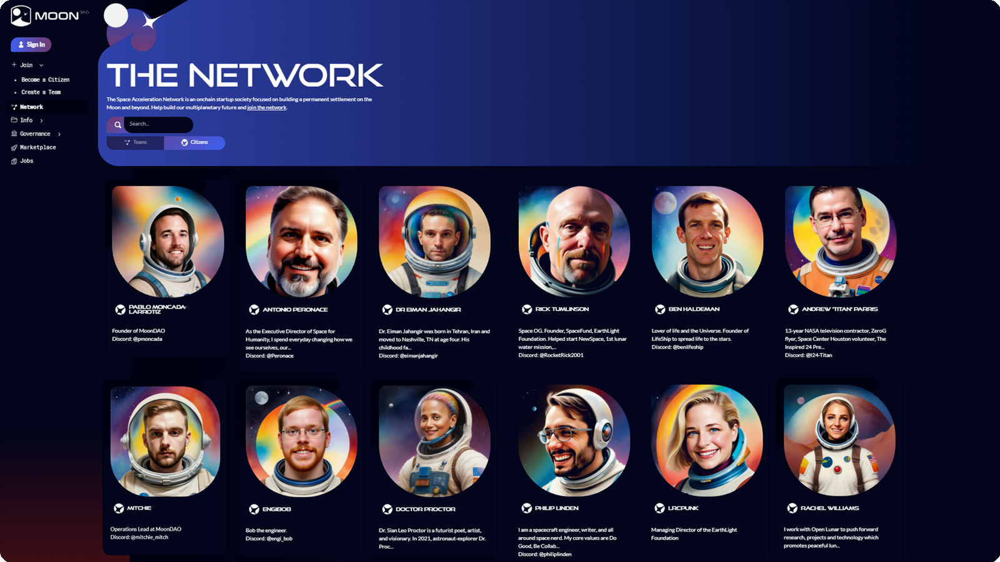 MOON DAO
Sign In
Join
Become a Citizen
Create a Team
Network
Info
Governance
Marketplace
Jobs
THE NETWORK
The Space Acceleration Network is an onchain startup society focused on building a permanent settlement on the
Moon and beyond. Help build our multiplanetary future and join the network.
Search...
Teams
Citizens
PABLO MONCADA-
LARROTIZ
Founder of MoonDAO
Discord: @pmoncada
ANTONIO PERONACE
As the Executive Director of Space for
Humanity, I spend everyday changing how we
see ourselves, our...
Discord: @Peronace
DR EIMAN JAHANGIR
Dr. Eiman Jahangir was born in Tehran, Iran and
moved to Nashville, TN at age four. His
childhood fa...
Discord: @eimanjahangir
RICK TUMLINSON
Space OG. Founder, SpaceFund, EarthLight
Foundation. Helped start NewSpace, 1st lunar
water mission,...
Discord: @RocketRick2001
BEN HALDEMAN
Lover of life and the Universe. Founder of
LifeShip to spread life to the stars.
Discord: @benlifeship
ANDREW 'TITAN' PARRIS
13-year NASA television contractor, ZeroG
flyer, Space Center Houston volunteer, The
Inspired 24 Pre...
Discord: @I24-Titan
MITCHIE
Operations Lead at MoonDAO
Discord: @mitchie_mitch
ENGIBOB
Bob the engineer.
Discord: @engi_bob
DOCTOR PROCTOR
Dr. Sian Leo Proctor is a futurist poet, artist,
and visionary. In 2021, astronaut-explorer Dr.
Proc...
PHILIP LINDEN
I am a spacecraft engineer, writer, and all
around space nerd. My core values are Do
Good, Be Collab...
Discord: @philiplinden
LRCPUNK
Managing Director of the EarthLight
Foundation
RACHEL WILLIAMS
I work with Open Lunar to push forward
research, projects and technology which
promotes peaceful lun...